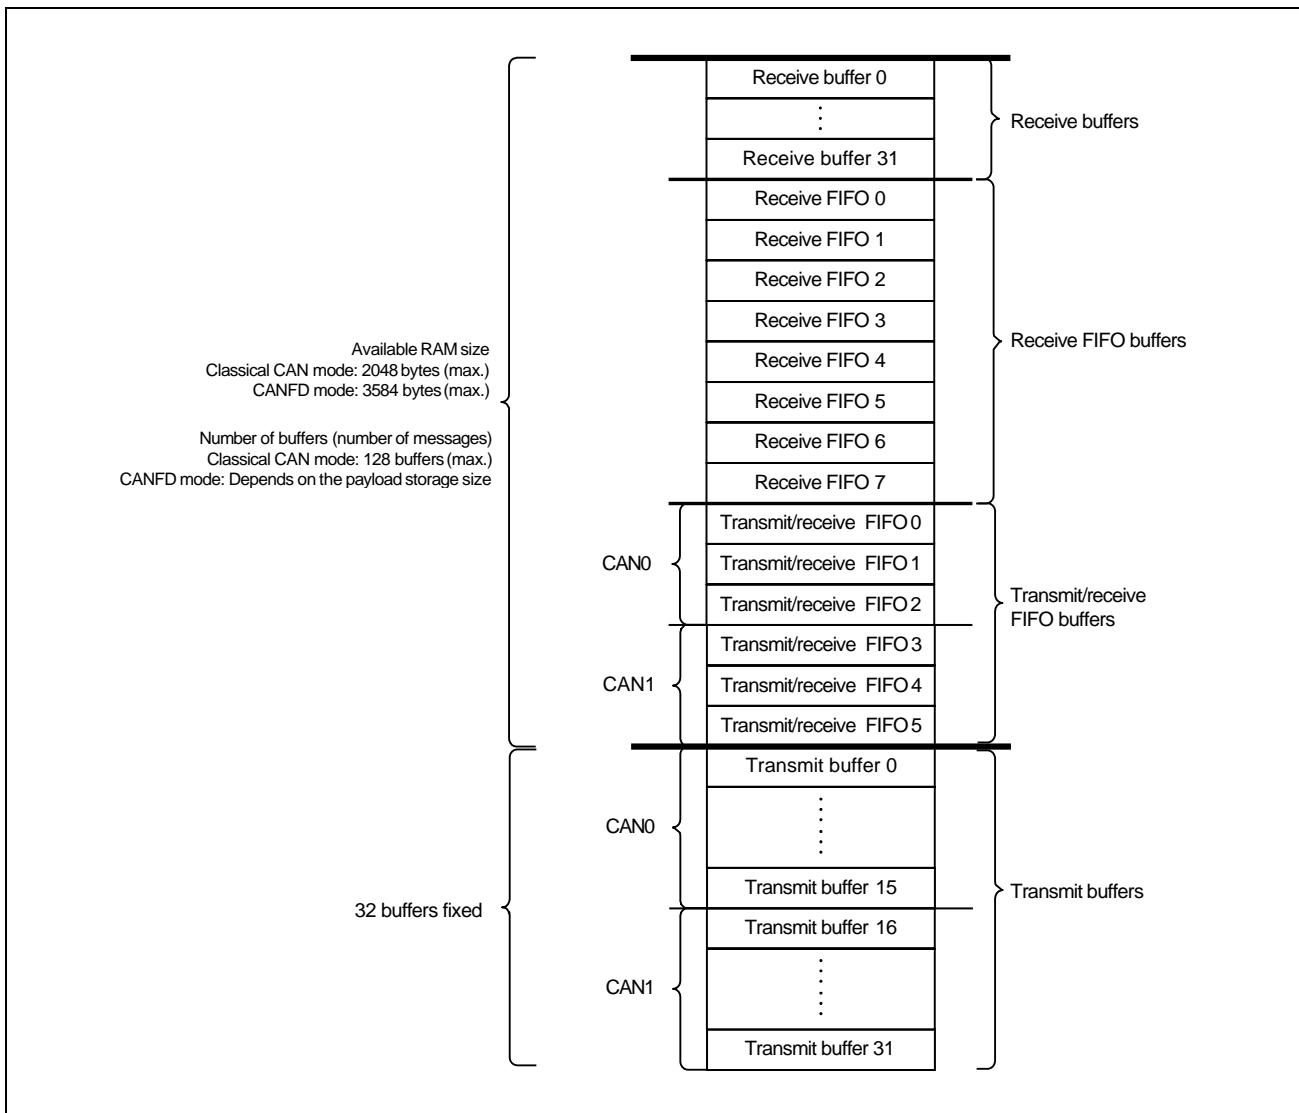 Receive buffer 0
Receive buffer 31
Receive buffers
Receive FIFO 0
Receive FIFO 1
Receive FIFO 2
Receive FIFO 3
Receive FIFO 4
Receive FIFO 5
Receive FIFO 6
Receive FIFO 7
Receive FIFO buffers
Available RAM size
Classical CAN mode: 2048 bytes (max.)
CANFD mode: 3584 bytes (max.)
Number of buffers (number of messages)
Classical CAN mode: 128 buffers (max.)
CANFD mode: Depends on the payload storage size
CAN0
Transmit/receive FIFO 0
Transmit/receive FIFO 1
Transmit/receive FIFO 2
CAN1
Transmit/receive FIFO 3
Transmit/receive FIFO 4
Transmit/receive FIFO 5
Transmit/receive
FIFO buffers
32 buffers fixed
CAN0
Transmit buffer 0
Transmit buffer 15
CAN1
Transmit buffer 16
Transmit buffer 31
Transmit buffers